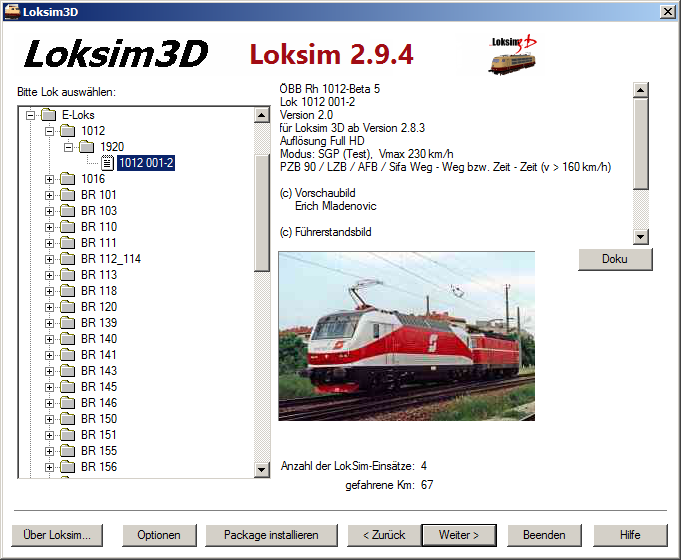 Loksim3D
Loksim3D
Loksim 2.9.4
Loksim3D
Bitte Lok auswählen:
E-Loks
1012
1920
1012 001-2
1016
BR 101
BR 103
BR 110
BR 111
BR 112_114
BR 113
BR 118
BR 120
BR 139
BR 140
BR 141
BR 143
BR 145
BR 146
BR 150
BR 151
BR 155
BR 156
ÖBB Rh 1012-Beta 5
Lok 1012 001-2
Version 2.0
für Loksim 3D ab Version 2.8.3
Auflösung Full HD
Modus: SGP (Test), Vmax 230 km/h
PZB 90 / LZB / AFB / Sifa Weg - Weg bzw. Zeit - Zeit (v > 160 km/h)
(c) Vorschaubild
Erich Mladenovic
(c) Führerstandsbild
Doku
Anzahl der LokSim-Einsätze: 4
gefahrene Km: 67
Über Loksim...
Optionen
Package installieren
< Zurück
Weiter >
Beenden
Hilfe